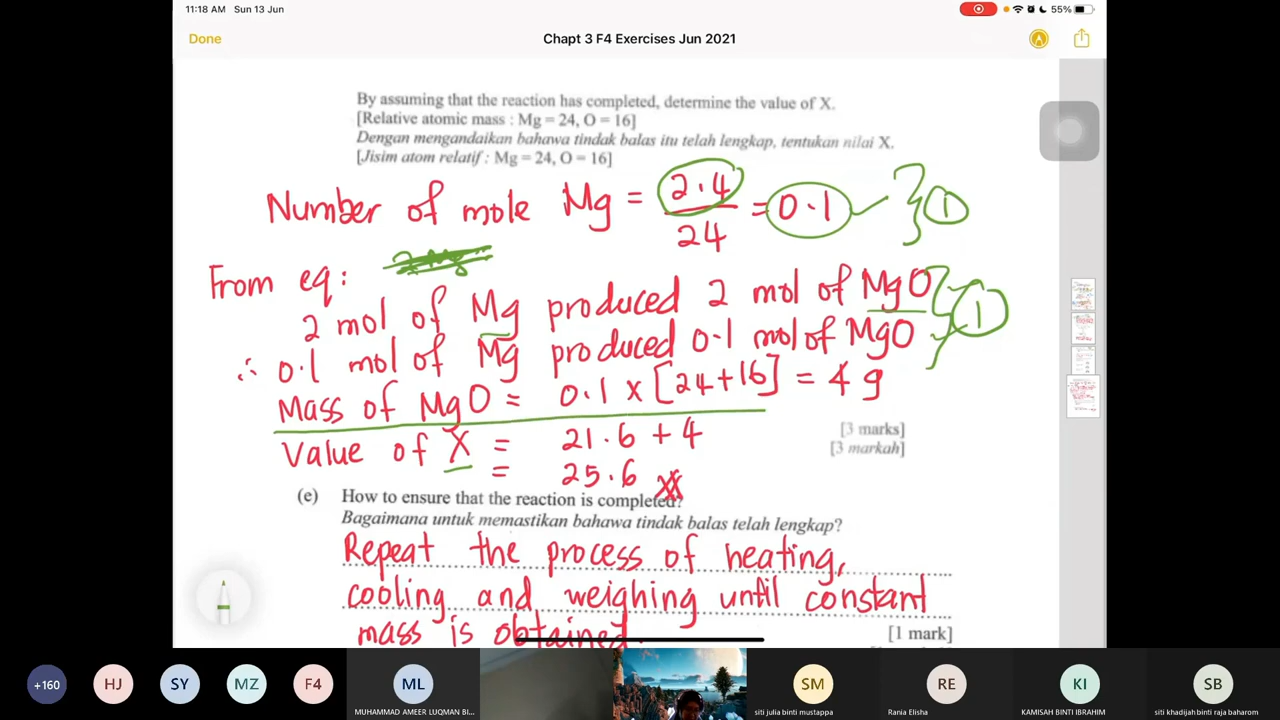 11:18 AM Sun 13 Jun
55%
Done
Chapt 3 F4 Exercises Jun 2021
By assuming that the reaction has completed, determine the value of X.
[Relative atomic mass : Mg = 24, O = 16]
Dengan mengandaikan bahawa tindak balas itu telah lengkap, tentukan nilai X.
[Jisim atom relatif : Mg = 24, O = 16]
Number of mole Mg = 2.4 / 24 = 0.1 ✓ } 1
From eq:
2 mol of Mg produced 2 mol of MgO } 1
∴ 0.1 mol of Mg produced 0.1 mol of MgO
Mass of MgO = 0.1 x [24+16] = 4 g
Value of X = 21.6 + 4
= 25.6
[3 marks]
[3 markah]
(e) How to ensure that the reaction is completed?
Bagaimana untuk memastikan bahawa tindak balas telah lengkap?
Repeat the process of heating,
cooling and weighing until constant
mass is obtained.
[1 mark]
+160
HJ
SY
MZ
F4
ML
MUHAMMAD AMEER LUQMAN BI...
SM
siti julia binti mustappa
RE
Rania Elisha
KI
KAMISAH BINTI IBRAHIM
SB
siti khadijah binti raja baharom